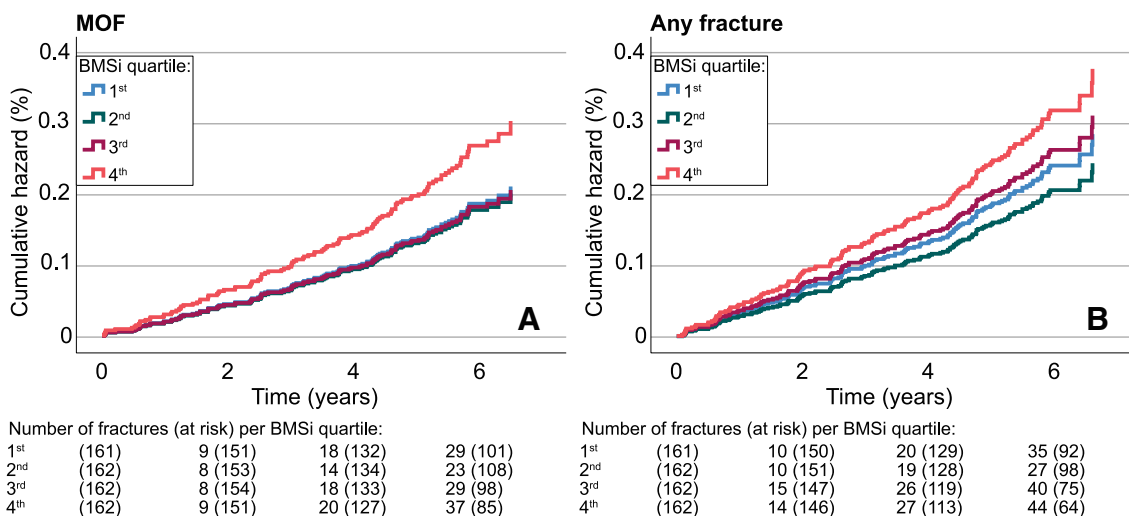 MOF
Cumulative hazard (%)
0.4
0.3
0.2
0.1
0
BMSi quartile:
1st
2nd
3rd
4th
A
0 2 4 6
Time (years)
Number of fractures (at risk) per BMSi quartile:
1st (161) 9 (151) 18 (132) 29 (101)
2nd (162) 8 (153) 14 (134) 23 (108)
3rd (162) 8 (154) 18 (133) 29 (98)
4th (162) 9 (151) 20 (127) 37 (85)
Any fracture
Cumulative hazard (%)
0.4
0.3
0.2
0.1
0
BMSi quartile:
1st
2nd
3rd
4th
B
0 2 4 6
Time (years)
Number of fractures (at risk) per BMSi quartile:
1st (161) 10 (150) 20 (129) 35 (92)
2nd (162) 10 (151) 19 (128) 27 (98)
3rd (162) 15 (147) 26 (119) 40 (75)
4th (162) 14 (146) 27 (113) 44 (64)